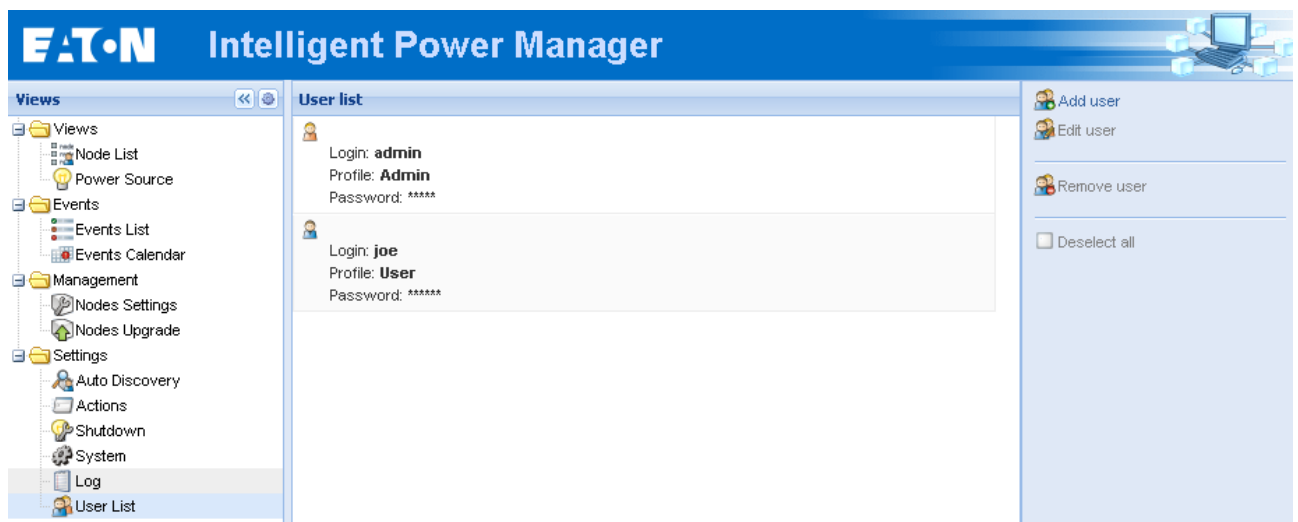 EATON Intelligent Power Manager
Views
Views
Node List
Power Source
Events
Events List
Events Calendar
Management
Nodes Settings
Nodes Upgrade
Settings
Auto Discovery
Actions
Shutdown
System
Log
User List
User list
Login: admin
Profile: Admin
Password: *****
Login: joe
Profile: User
Password: ******
Add user
Edit user
Remove user
Deselect all